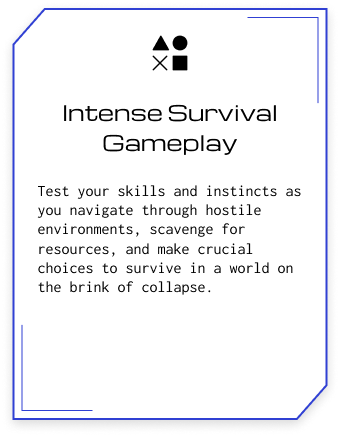 Intense Survival
Gameplay
Test your skills and instincts as
you navigate through hostile
environments, scavenge for
resources, and make crucial
choices to survive in a world on
the brink of collapse.